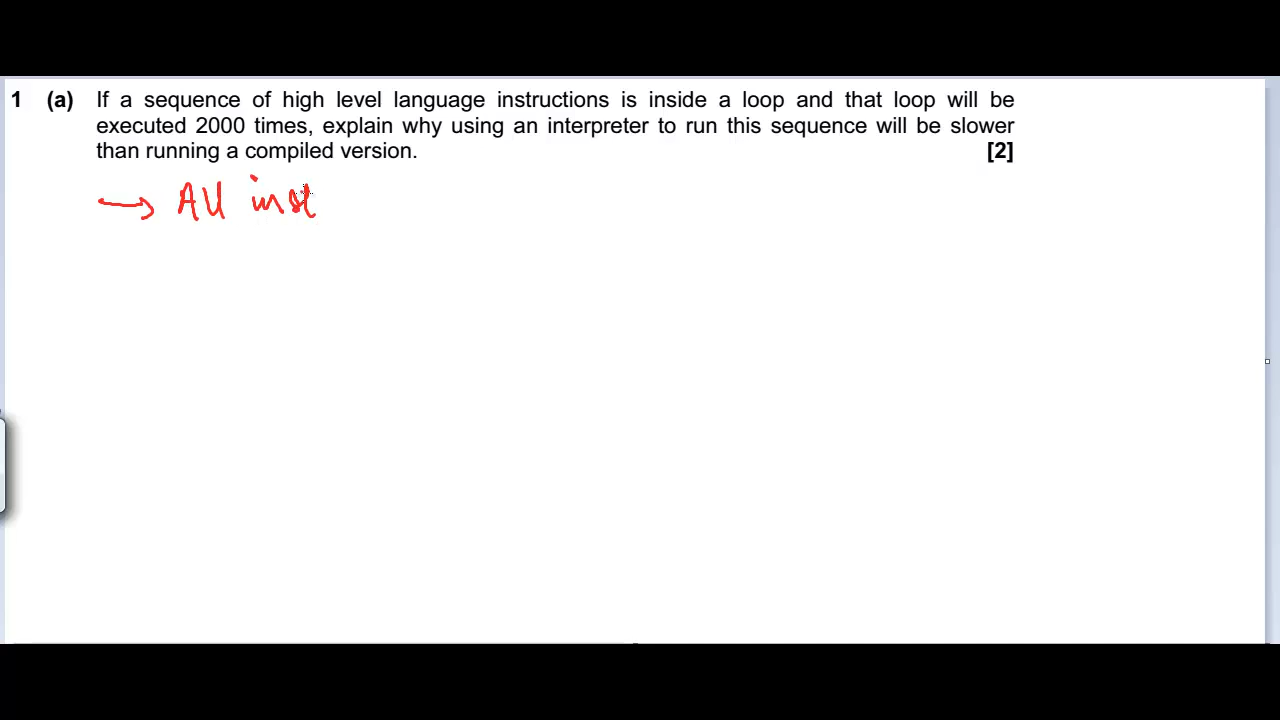 1 (a) If a sequence of high level language instructions is inside a loop and that loop will be
executed 2000 times, explain why using an interpreter to run this sequence will be slower
than running a compiled version. [2]
→ All inst